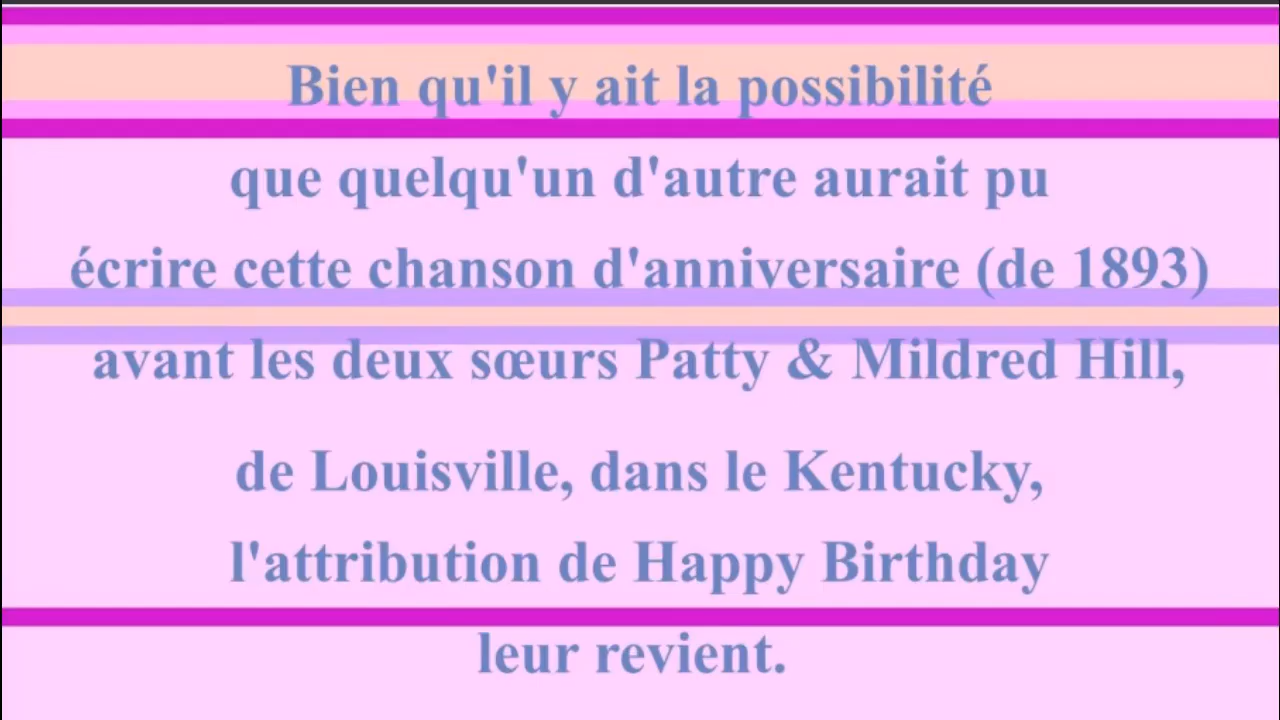 Bien qu'il y ait la possibilité
que quelqu'un d'autre aurait pu
écrire cette chanson d'anniversaire (de 1893)
avant les deux sœurs Patty & Mildred Hill,
de Louisville, dans le Kentucky,
l'attribution de Happy Birthday
leur revient.